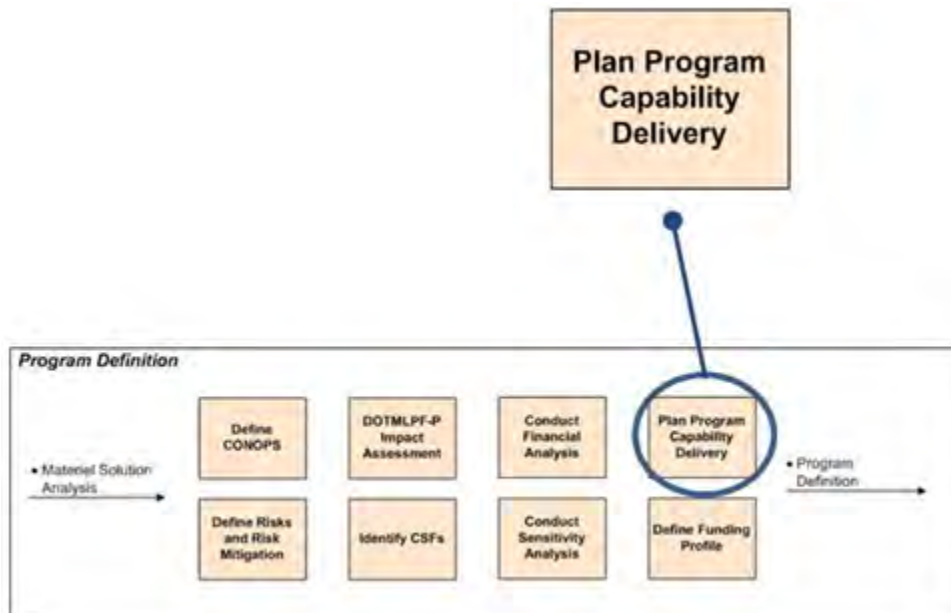 Plan Program
Capability
Delivery
Program Definition
• Materiel Solution
Analysis
Define
CONOPS
DOTMLPF-P
Impact
Assessment
Conduct
Financial
Analysis
Plan Program
Capability
Delivery
• Program
Definition
Define Risks
and Risk
Mitigation
Identify CSFs
Conduct
Sensitivity
Analysis
Define Funding
Profile